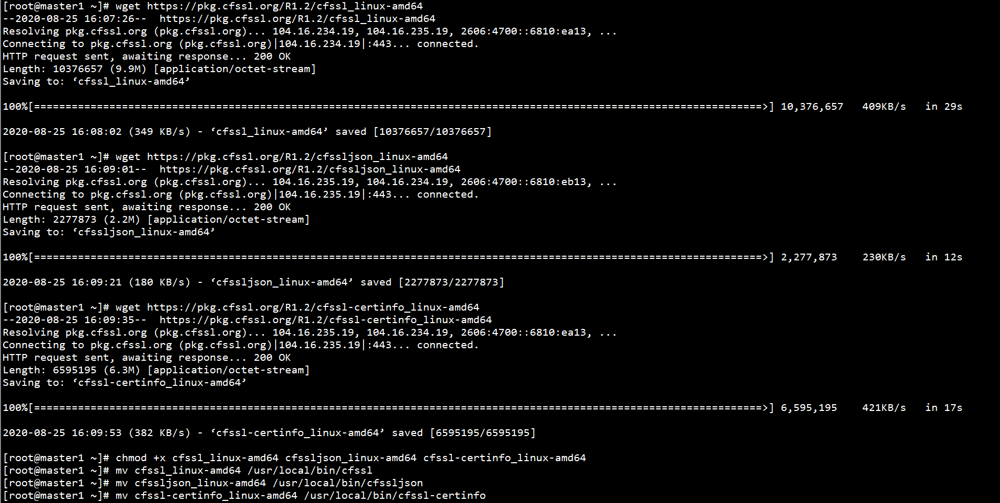 [root@master1 ~]# wget https://pkg.cfssl.org/R1.2/cfssl_linux-amd64
--2020-08-25 16:07:26--  https://pkg.cfssl.org/R1.2/cfssl_linux-amd64
Resolving pkg.cfssl.org (pkg.cfssl.org)... 104.16.234.19, 104.16.235.19, 2606:4700::6810:ea13, ...
Connecting to pkg.cfssl.org (pkg.cfssl.org)|104.16.234.19|:443... connected.
HTTP request sent, awaiting response... 200 OK
Length: 10376657 (9.9M) [application/octet-stream]
Saving to: ‘cfssl_linux-amd64’
100%[====================================================================================================================>] 10,376,657   409KB/s   in 29s
2020-08-25 16:08:02 (349 KB/s) - ‘cfssl_linux-amd64’ saved [10376657/10376657]
[root@master1 ~]# wget https://pkg.cfssl.org/R1.2/cfssljson_linux-amd64
--2020-08-25 16:09:01--  https://pkg.cfssl.org/R1.2/cfssljson_linux-amd64
Resolving pkg.cfssl.org (pkg.cfssl.org)... 104.16.235.19, 104.16.234.19, 2606:4700::6810:eb13, ...
Connecting to pkg.cfssl.org (pkg.cfssl.org)|104.16.235.19|:443... connected.
HTTP request sent, awaiting response... 200 OK
Length: 2277873 (2.2M) [application/octet-stream]
Saving to: ‘cfssljson_linux-amd64’
100%[====================================================================================================================>] 2,277,873    230KB/s   in 12s
2020-08-25 16:09:21 (180 KB/s) - ‘cfssljson_linux-amd64’ saved [2277873/2277873]
[root@master1 ~]# wget https://pkg.cfssl.org/R1.2/cfssl-certinfo_linux-amd64
--2020-08-25 16:09:35--  https://pkg.cfssl.org/R1.2/cfssl-certinfo_linux-amd64
Resolving pkg.cfssl.org (pkg.cfssl.org)... 104.16.235.19, 104.16.234.19, 2606:4700::6810:ea13, ...
Connecting to pkg.cfssl.org (pkg.cfssl.org)|104.16.235.19|:443... connected.
HTTP request sent, awaiting response... 200 OK
Length: 6595195 (6.3M) [application/octet-stream]
Saving to: ‘cfssl-certinfo_linux-amd64’
100%[====================================================================================================================>] 6,595,195    421KB/s   in 17s
2020-08-25 16:09:53 (382 KB/s) - ‘cfssl-certinfo_linux-amd64’ saved [6595195/6595195]
[root@master1 ~]# chmod +x cfssl_linux-amd64 cfssljson_linux-amd64 cfssl-certinfo_linux-amd64
[root@master1 ~]# mv cfssl_linux-amd64 /usr/local/bin/cfssl
[root@master1 ~]# mv cfssljson_linux-amd64 /usr/local/bin/cfssljson
[root@master1 ~]# mv cfssl-certinfo_linux-amd64 /usr/local/bin/cfssl-certinfo